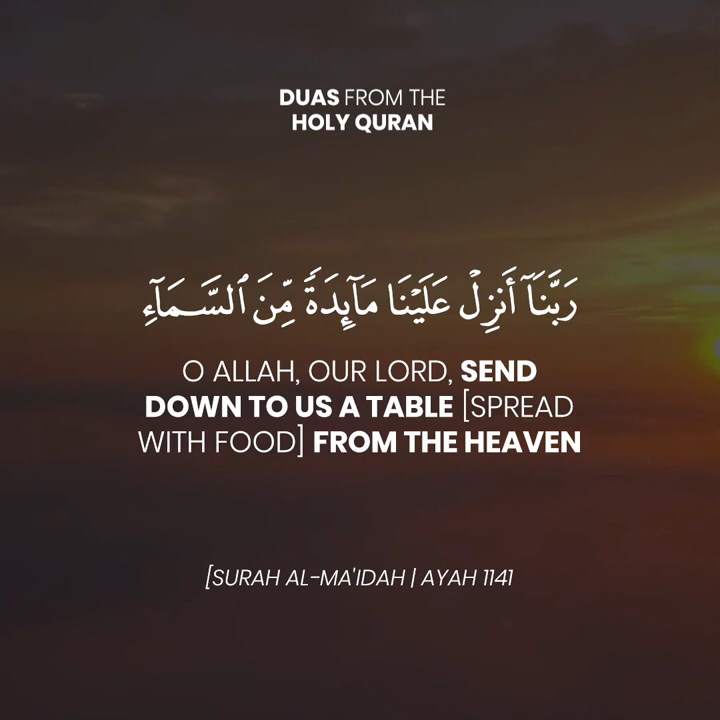 DUAS FROM THE
HOLY QURAN
رَبَّنَآ أَنزِلْ عَلَيْنَا مَآئِدَةً مِّنَ ٱلسَّمَآءِ
O ALLAH, OUR LORD, SEND
DOWN TO US A TABLE [SPREAD
WITH FOOD] FROM THE HEAVEN
[SURAH AL-MA'IDAH | AYAH 1141